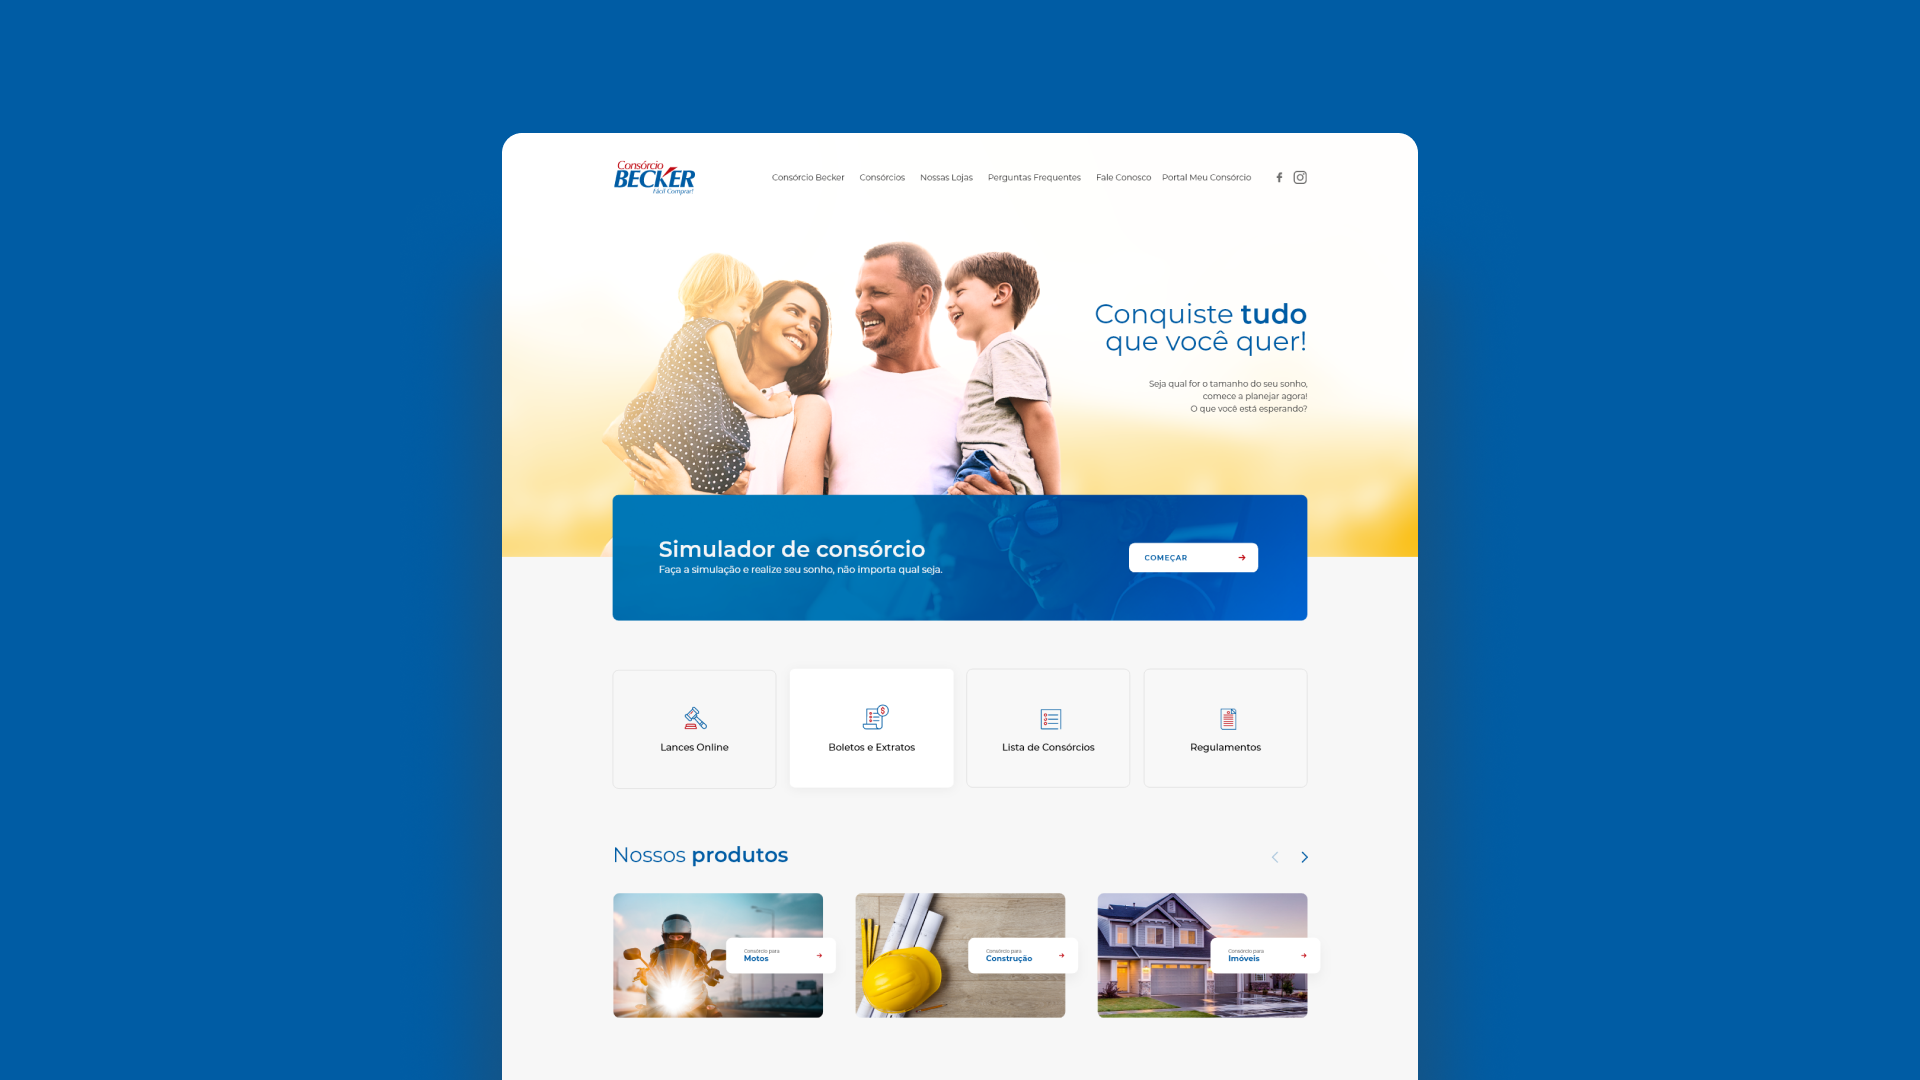 Consórcio
BECKER
Fácil Comprar!
Consórcio Becker
Consórcios
Nossas Lojas
Perguntas Frequentes
Fale Conosco
Portal Meu Consórcio
Conquiste tudo
que você quer!
Seja qual for o tamanho do seu sonho,
comece a planejar agora!
O que você está esperando?
Simulador de consórcio
Faça a simulação e realize seu sonho, não importa qual seja.
COMEÇAR
Lances Online
Boletos e Extratos
Lista de Consórcios
Regulamentos
Nossos produtos
Consórcio para
Motos
Consórcio para
Construção
Consórcio para
Imóveis